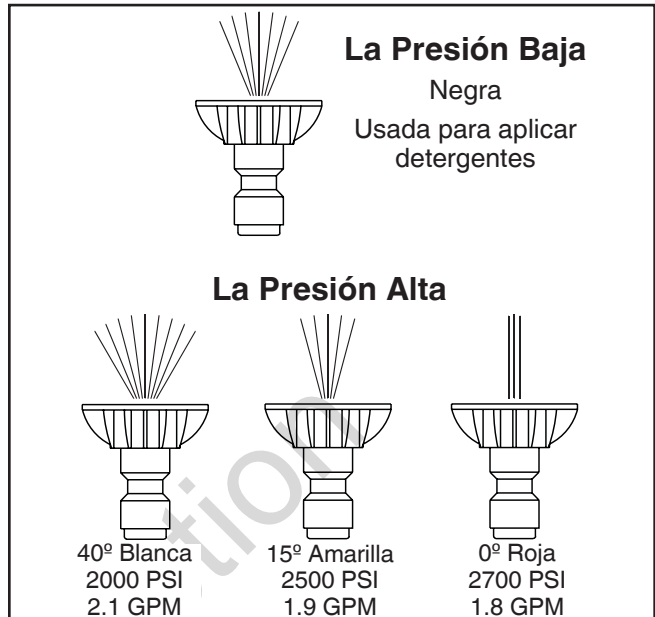 La Presión Baja
Negra
Usada para aplicar
detergentes
La Presión Alta
40º Blanca
2000 PSI
2.1 GPM
15º Amarilla
2500 PSI
1.9 GPM
0º Roja
2700 PSI
1.8 GPM
tion